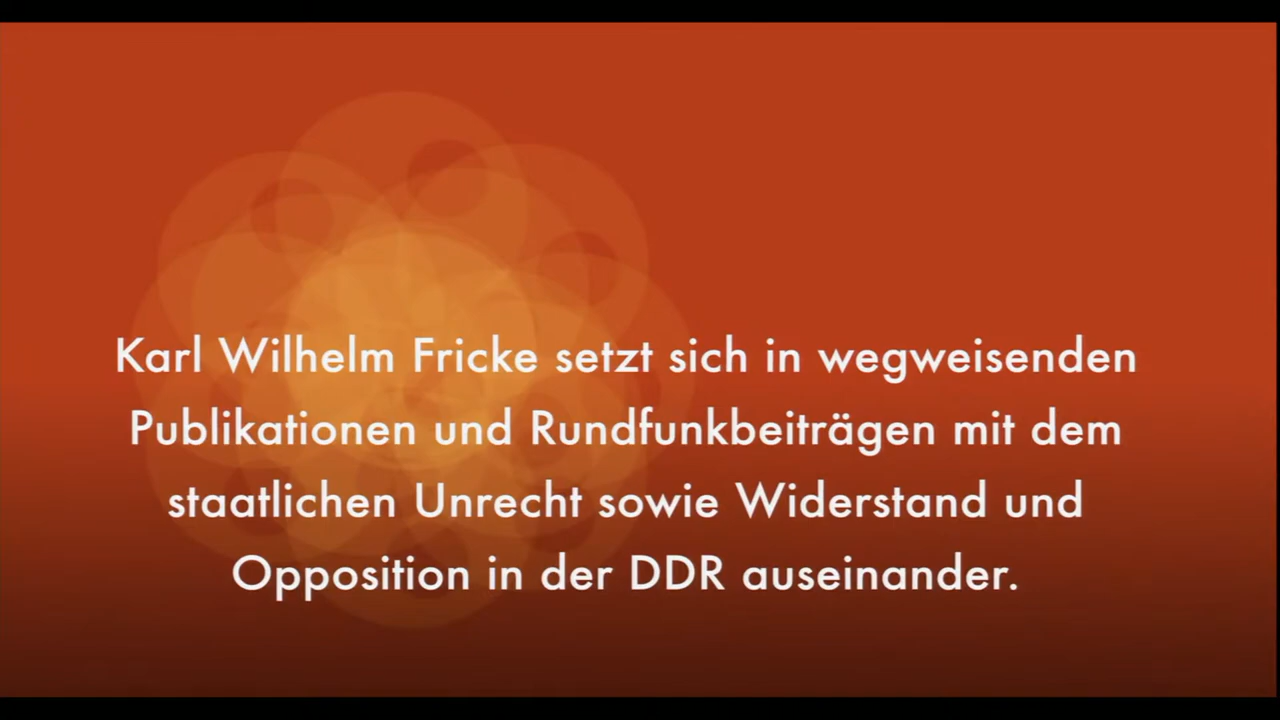 Karl Wilhelm Fricke setzt sich in wegweisenden
Publikationen und Rundfunkbeiträgen mit dem
staatlichen Unrecht sowie Widerstand und
Opposition in der DDR auseinander.